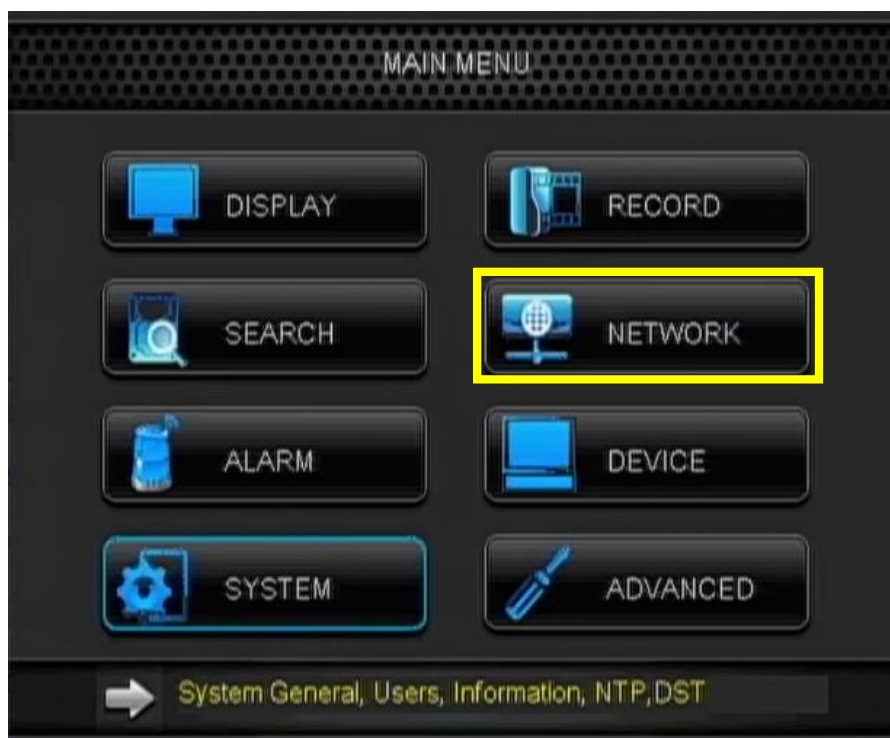 MAIN MENU
DISPLAY
RECORD
SEARCH
NETWORK
ALARM
DEVICE
SYSTEM
ADVANCED
System General, Users, Information, NTP,DST